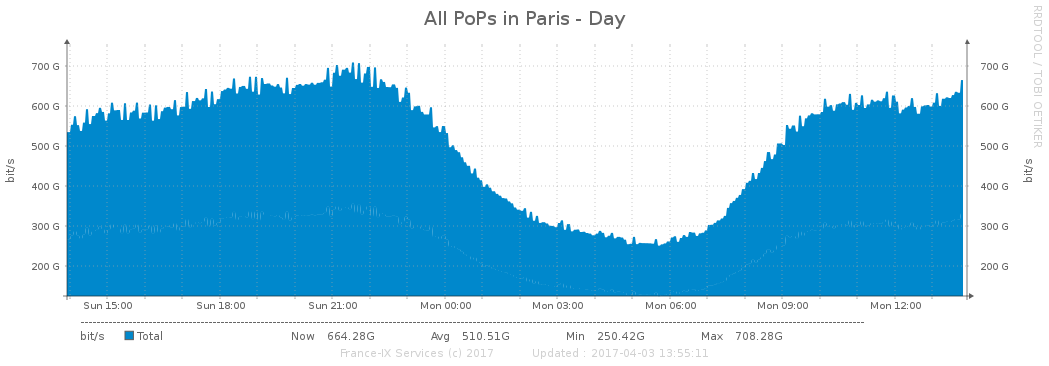 All PoPs in Paris - Day
RRDTOOL / TOBI OETIKER
bit/s
700 G
600 G
500 G
400 G
300 G
200 G
700 G
600 G
500 G
400 G
300 G
200 G
bit/s
Sun 15:00 Sun 18:00 Sun 21:00 Mon 00:00 Mon 03:00 Mon 06:00 Mon 09:00 Mon 12:00
bit/s Total Now 664.28G Avg 510.51G Min 250.42G Max 708.28G
France-IX Services (c) 2017 Updated : 2017-04-03 13:55:11